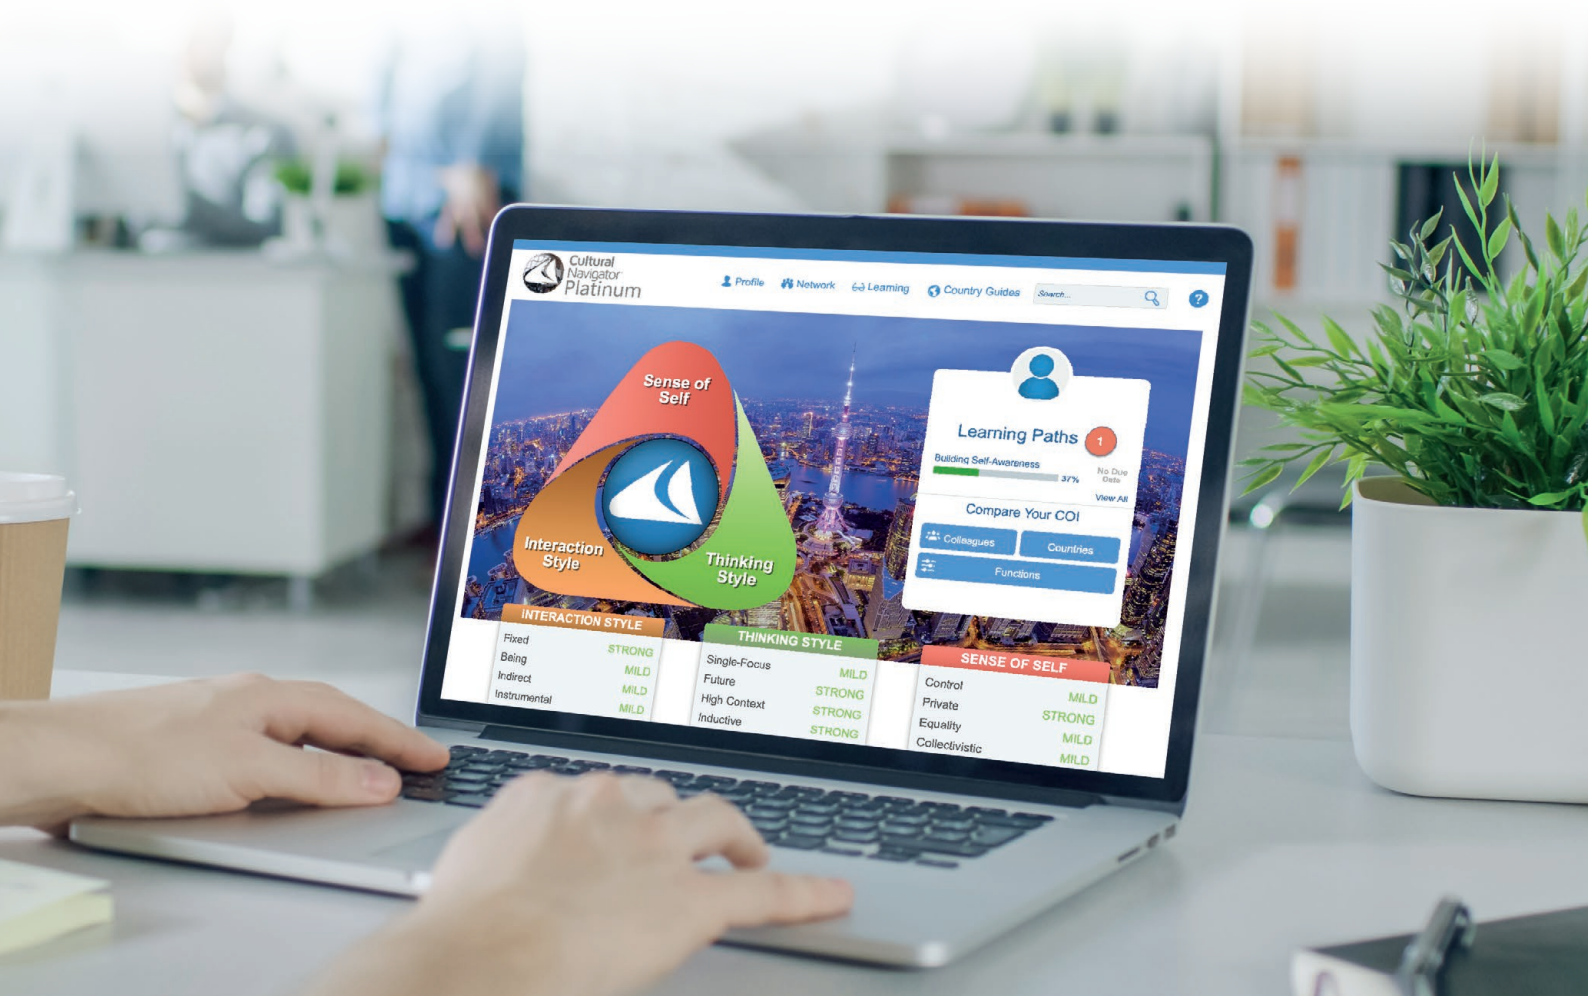 Cultural
Navigator
Platinum
Profile
Network
Learning
Country Guides
Search...
?
Sense of
Self
Interaction
Style
Thinking
Style
Learning Paths
1
Building Self-Awareness
37%
No Due
Date
View All
Compare Your COI
Colleagues
Countries
Functions
INTERACTION STYLE
Fixed STRONG
Being MILD
Indirect MILD
Instrumental MILD
THINKING STYLE
Single-Focus MILD
Future STRONG
High Context STRONG
Inductive STRONG
SENSE OF SELF
Control MILD
Private STRONG
Equality MILD
Collectivistic MILD